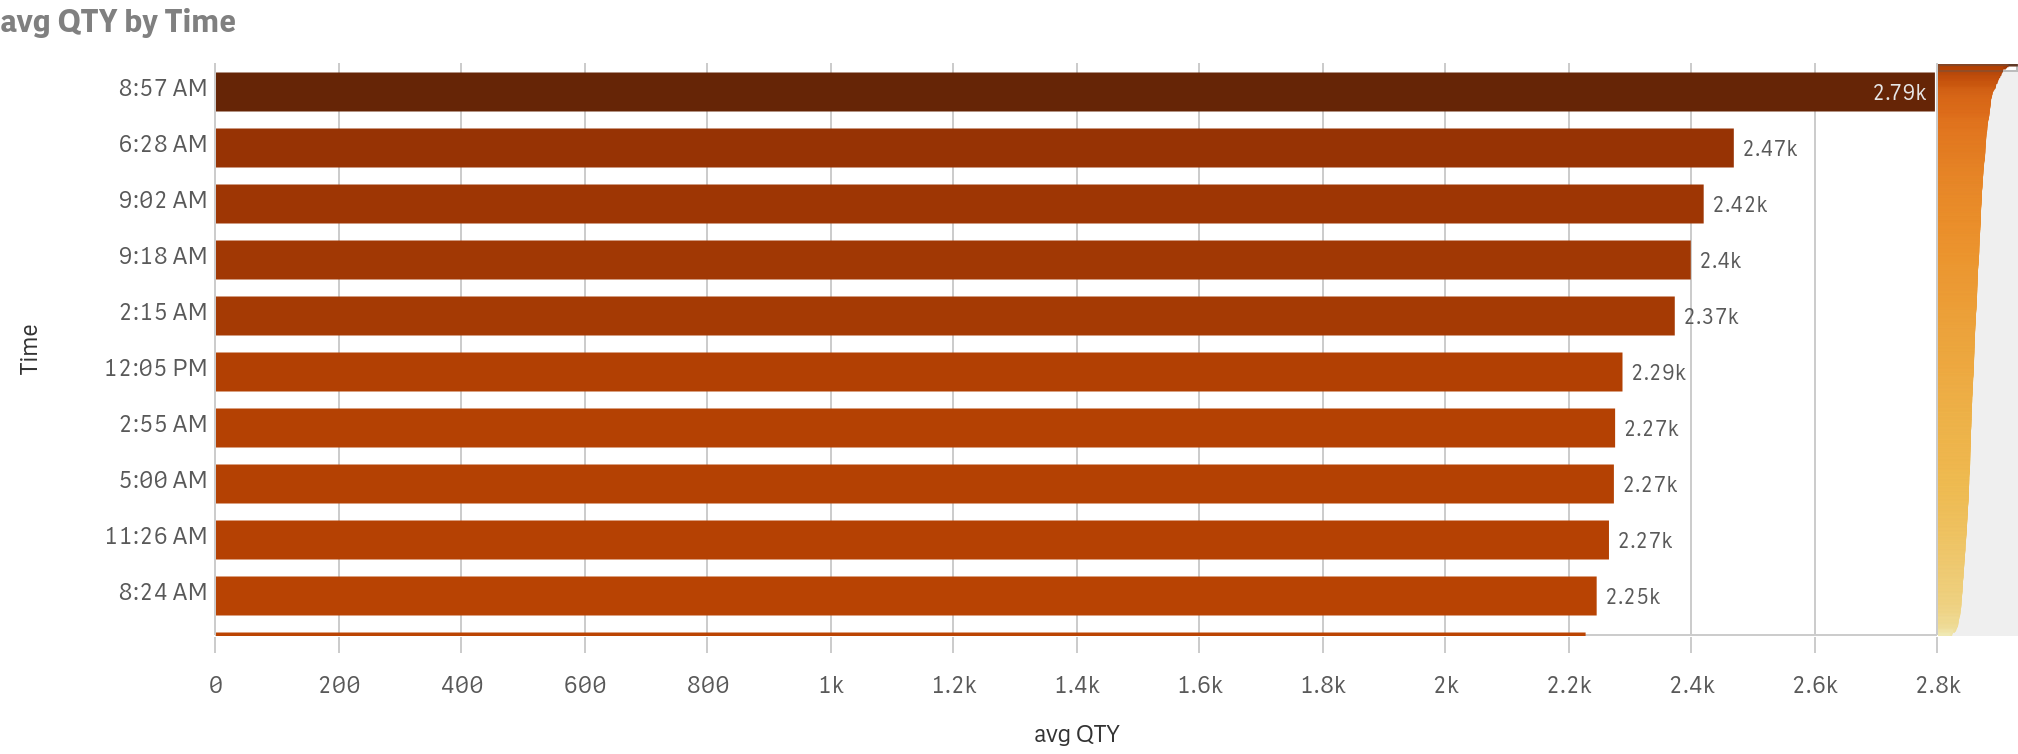 avg QTY by Time
8:57 AM 2.79k
6:28 AM 2.47k
9:02 AM 2.42k
9:18 AM 2.4k
2:15 AM 2.37k
12:05 PM 2.29k
2:55 AM 2.27k
5:00 AM 2.27k
11:26 AM 2.27k
8:24 AM 2.25k
Time
0 200 400 600 800 1k 1.2k 1.4k 1.6k 1.8k 2k 2.2k 2.4k 2.6k 2.8k
avg QTY